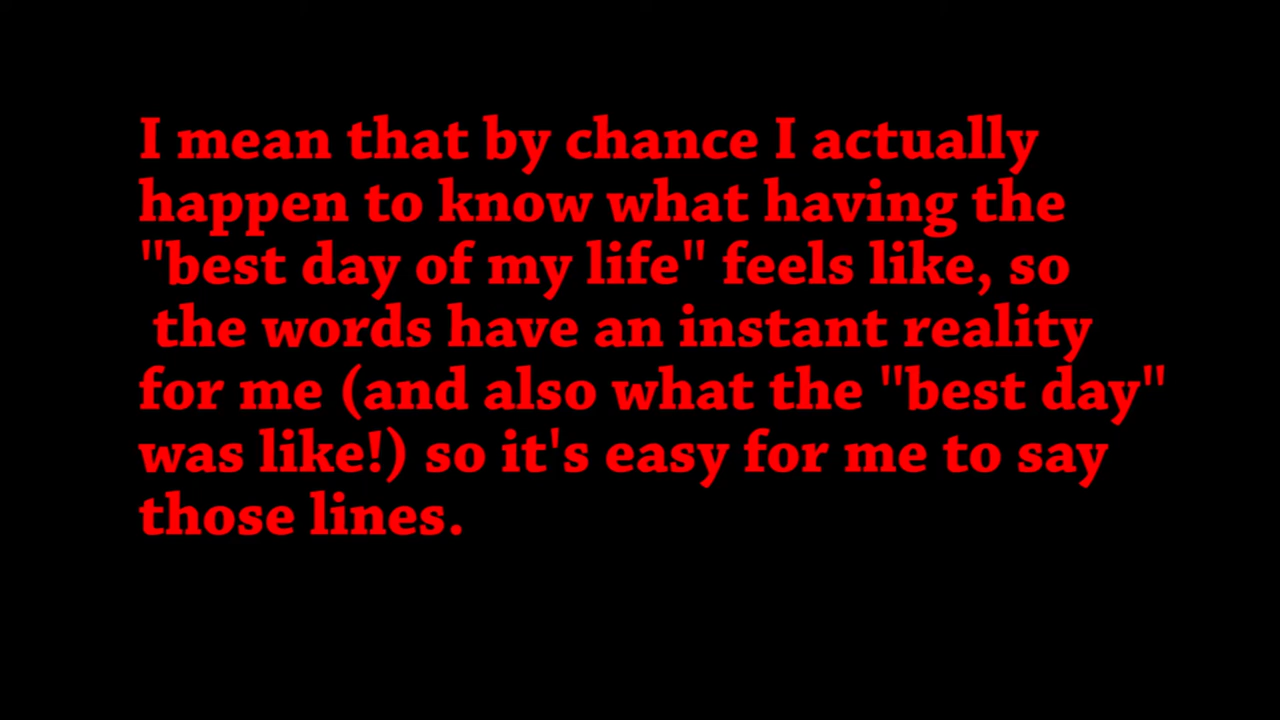 I mean that by chance I actually
happen to know what having the
"best day of my life" feels like, so
the words have an instant reality
for me (and also what the "best day"
was like!) so it's easy for me to say
those lines.